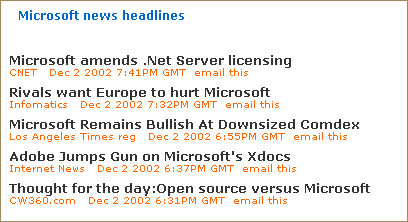 Microsoft news headlines
Microsoft amends .Net Server licensing
CNET Dec 2 2002 7:41PM GMT email this
Rivals want Europe to hurt Microsoft
Infomatics Dec 2 2002 7:32PM GMT email this
Microsoft Remains Bullish At Downsized Comdex
Los Angeles Times reg Dec 2 2002 6:55PM GMT email this
Adobe Jumps Gun on Microsoft's Xdocs
Internet News Dec 2 2002 6:37PM GMT email this
Thought for the day:Open source versus Microsoft
CW360.com Dec 2 2002 6:31PM GMT email this